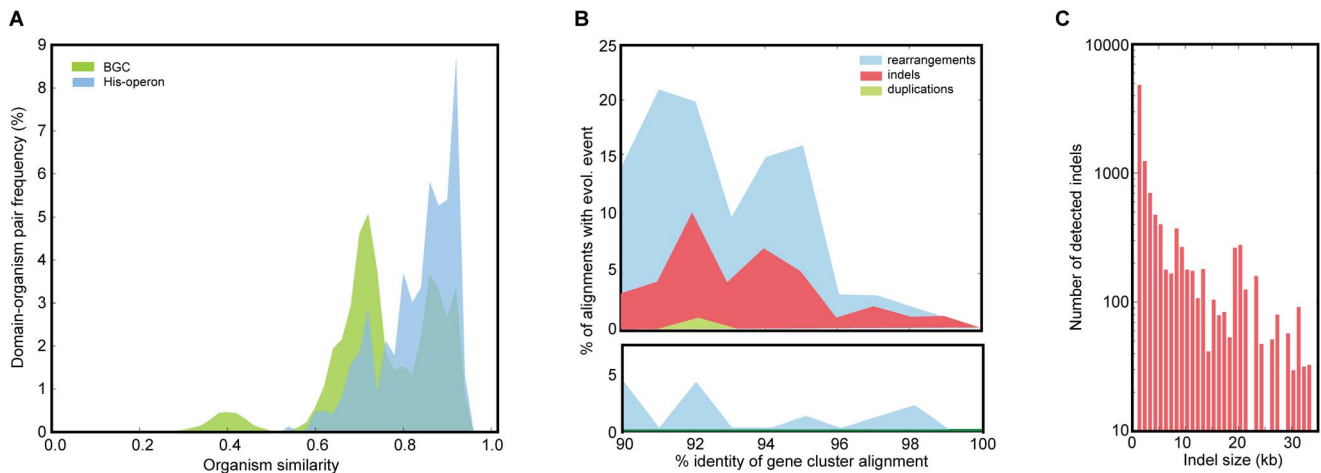 A
Domain-organism pair frequency (%)
9
8
7
6
5
4
3
2
1
0
BGC
His-operon
0.0 0.2 0.4 0.6 0.8 1.0
Organism similarity
B
% of alignments with evol. event
25
20
15
10
5
0
rearrangements
indels
duplications
5
0
90 92 94 96 98 100
% identity of gene cluster alignment
C
Number of detected indels
10000
1000
100
10
0 10 20 30
Indel size (kb)